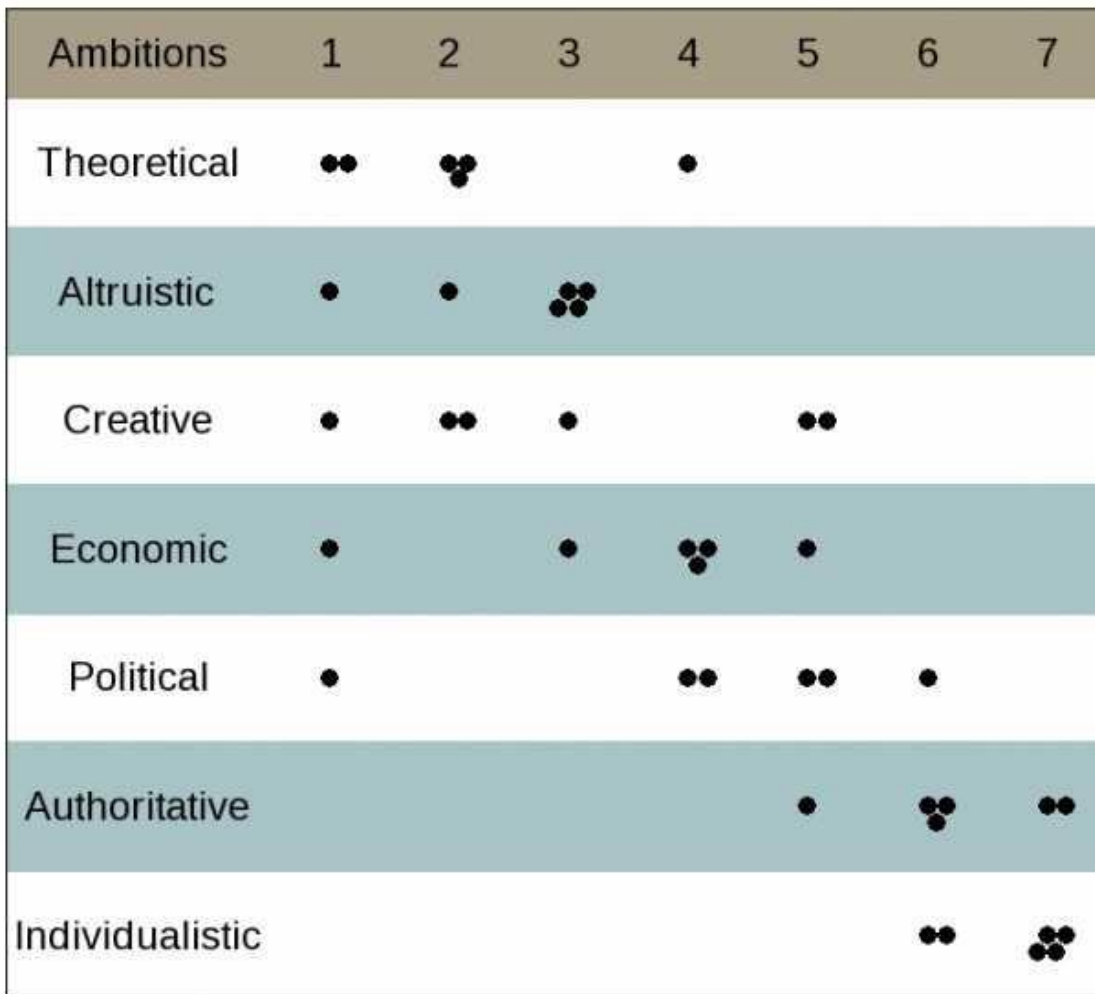 Ambitions 1 2 3 4 5 6 7
Theoretical
Altruistic
Creative
Economic
Political
Authoritative
Individualistic